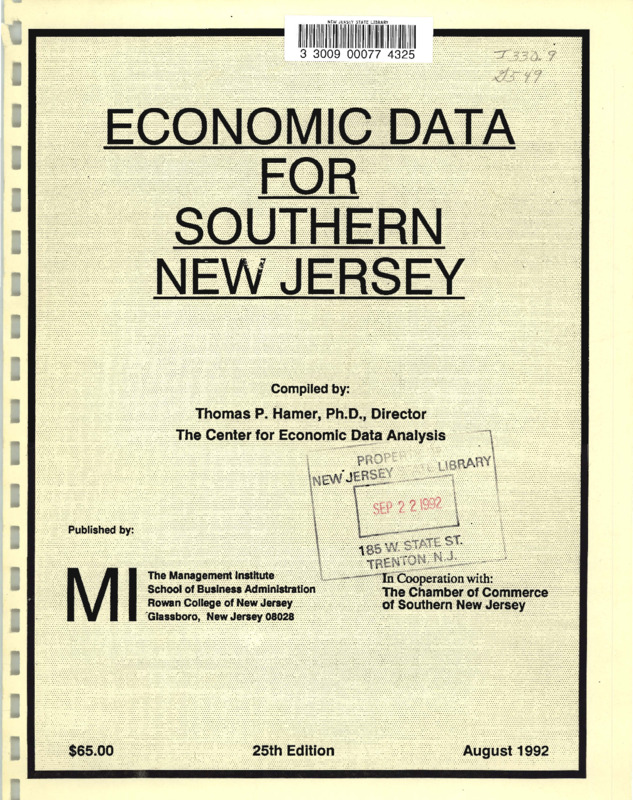 NEW JERSEY STATE LIBRARY
3 3009 00077 4325
J330.9
ECONOMIC DATA
FOR
SOUTHERN
NEW JERSEY
Compiled by:
Thomas P. Hamer, Ph.D., Director
The Center for Economic Data Analysis
NEW JERSEY STATE LIBRARY
SEP 22 1992
185 W. STATE ST.
TRENTON, N.J.
Published by:
MI
The Management Institute
School of Business Administration
Rowan College of New Jersey
Glassboro, New Jersey 08028
In Cooperation with:
The Chamber of Commerce
of Southern New Jersey
$65.00
25th Edition
August 1992